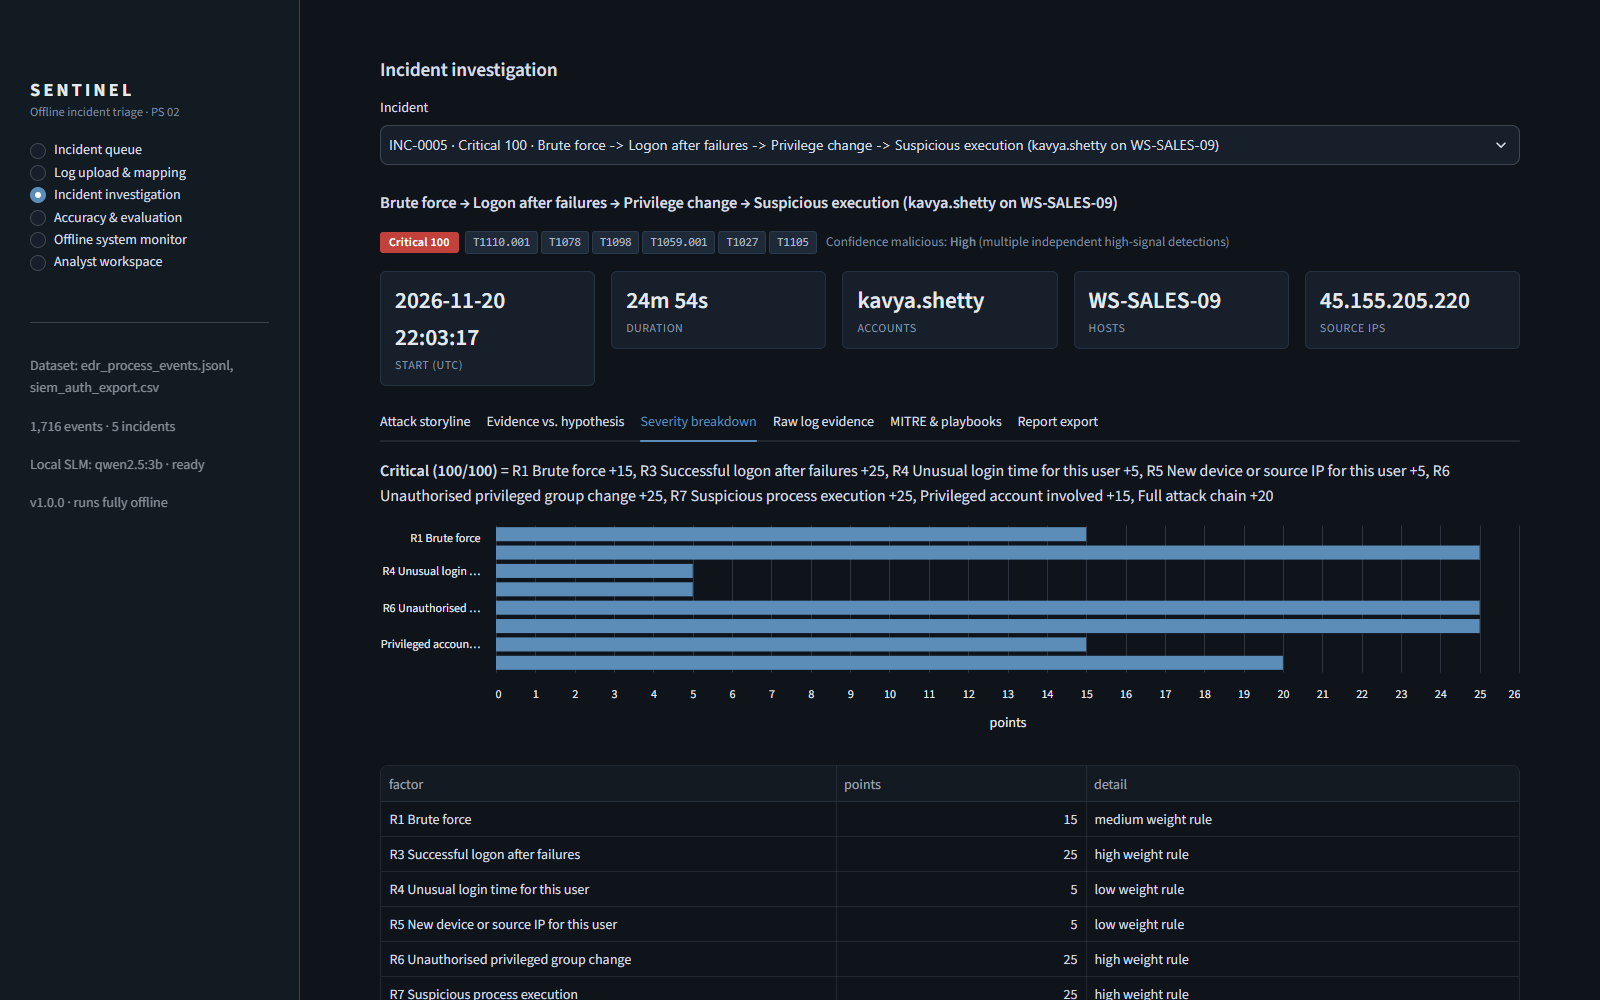 SENTINEL
Offline incident triage · PS 02
Incident queue
Log upload & mapping
Incident investigation
Accuracy & evaluation
Offline system monitor
Analyst workspace
Dataset: edr_process_events.jsonl,
siem_auth_export.csv
1,716 events · 5 incidents
Local SLM: qwen2.5:3b · ready
v1.0.0 · runs fully offline
Incident investigation
Incident
INC-0005 · Critical 100 · Brute force -> Logon after failures -> Privilege change -> Suspicious execution (kavya.shetty on WS-SALES-09)
Brute force → Logon after failures → Privilege change → Suspicious execution (kavya.shetty on WS-SALES-09)
Critical 100 T1110.001 T1078 T1098 T1059.001 T1027 T1105 Confidence malicious: High (multiple independent high-signal detections)
2026-11-20
22:03:17
START (UTC)
24m 54s
DURATION
kavya.shetty
ACCOUNTS
WS-SALES-09
HOSTS
45.155.205.220
SOURCE IPS
Attack storyline Evidence vs. hypothesis Severity breakdown Raw log evidence MITRE & playbooks Report export
Critical (100/100) = R1 Brute force +15, R3 Successful logon after failures +25, R4 Unusual login time for this user +5, R5 New device or source IP for this user +5, R6
Unauthorised privileged group change +25, R7 Suspicious process execution +25, Privileged account involved +15, Full attack chain +20
R1 Brute force
R4 Unusual login …
R6 Unauthorised …
Privileged accoun…
0 1 2 3 4 5 6 7 8 9 10 11 12 13 14 15 16 17 18 19 20 21 22 23 24 25 26
points
factor points detail
R1 Brute force 15 medium weight rule
R3 Successful logon after failures 25 high weight rule
R4 Unusual login time for this user 5 low weight rule
R5 New device or source IP for this user 5 low weight rule
R6 Unauthorised privileged group change 25 high weight rule
R7 Suspicious process execution 25 high weight rule